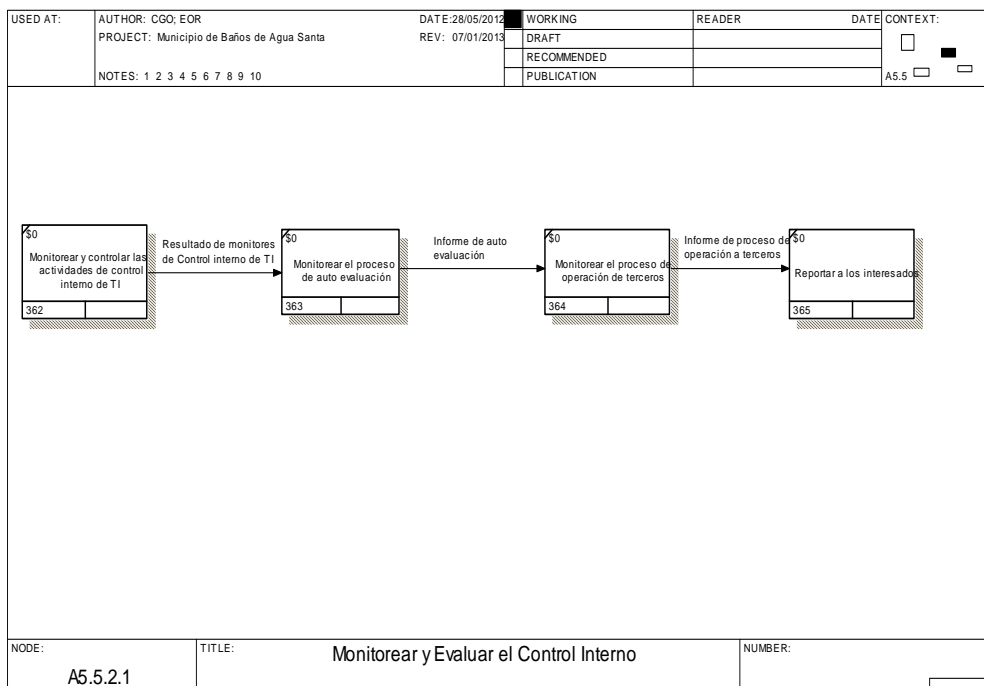 USED AT:
AUTHOR: CGO; EOR
DATE:28/05/2012
WORKING
READER
DATE
CONTEXT:
PROJECT: Municipio de Baños de Agua Santa
REV: 07/01/2013
DRAFT
RECOMMENDED
NOTES: 1 2 3 4 5 6 7 8 9 10
PUBLICATION
A5.5
$0
Monitorear y controlar las
actividades de control
interno de TI
362
Resultado de monitores
de Control interno de TI
$0
Monitorear el proceso
de auto evaluación
363
Informe de auto
evaluación
$0
Monitorear el proceso de
operación de terceros
364
Informe de proceso de
operación a terceros
$0
Reportar a los interesados
365
NODE:
A5.5.2.1
TITLE:
Monitorear y Evaluar el Control Interno
NUMBER: